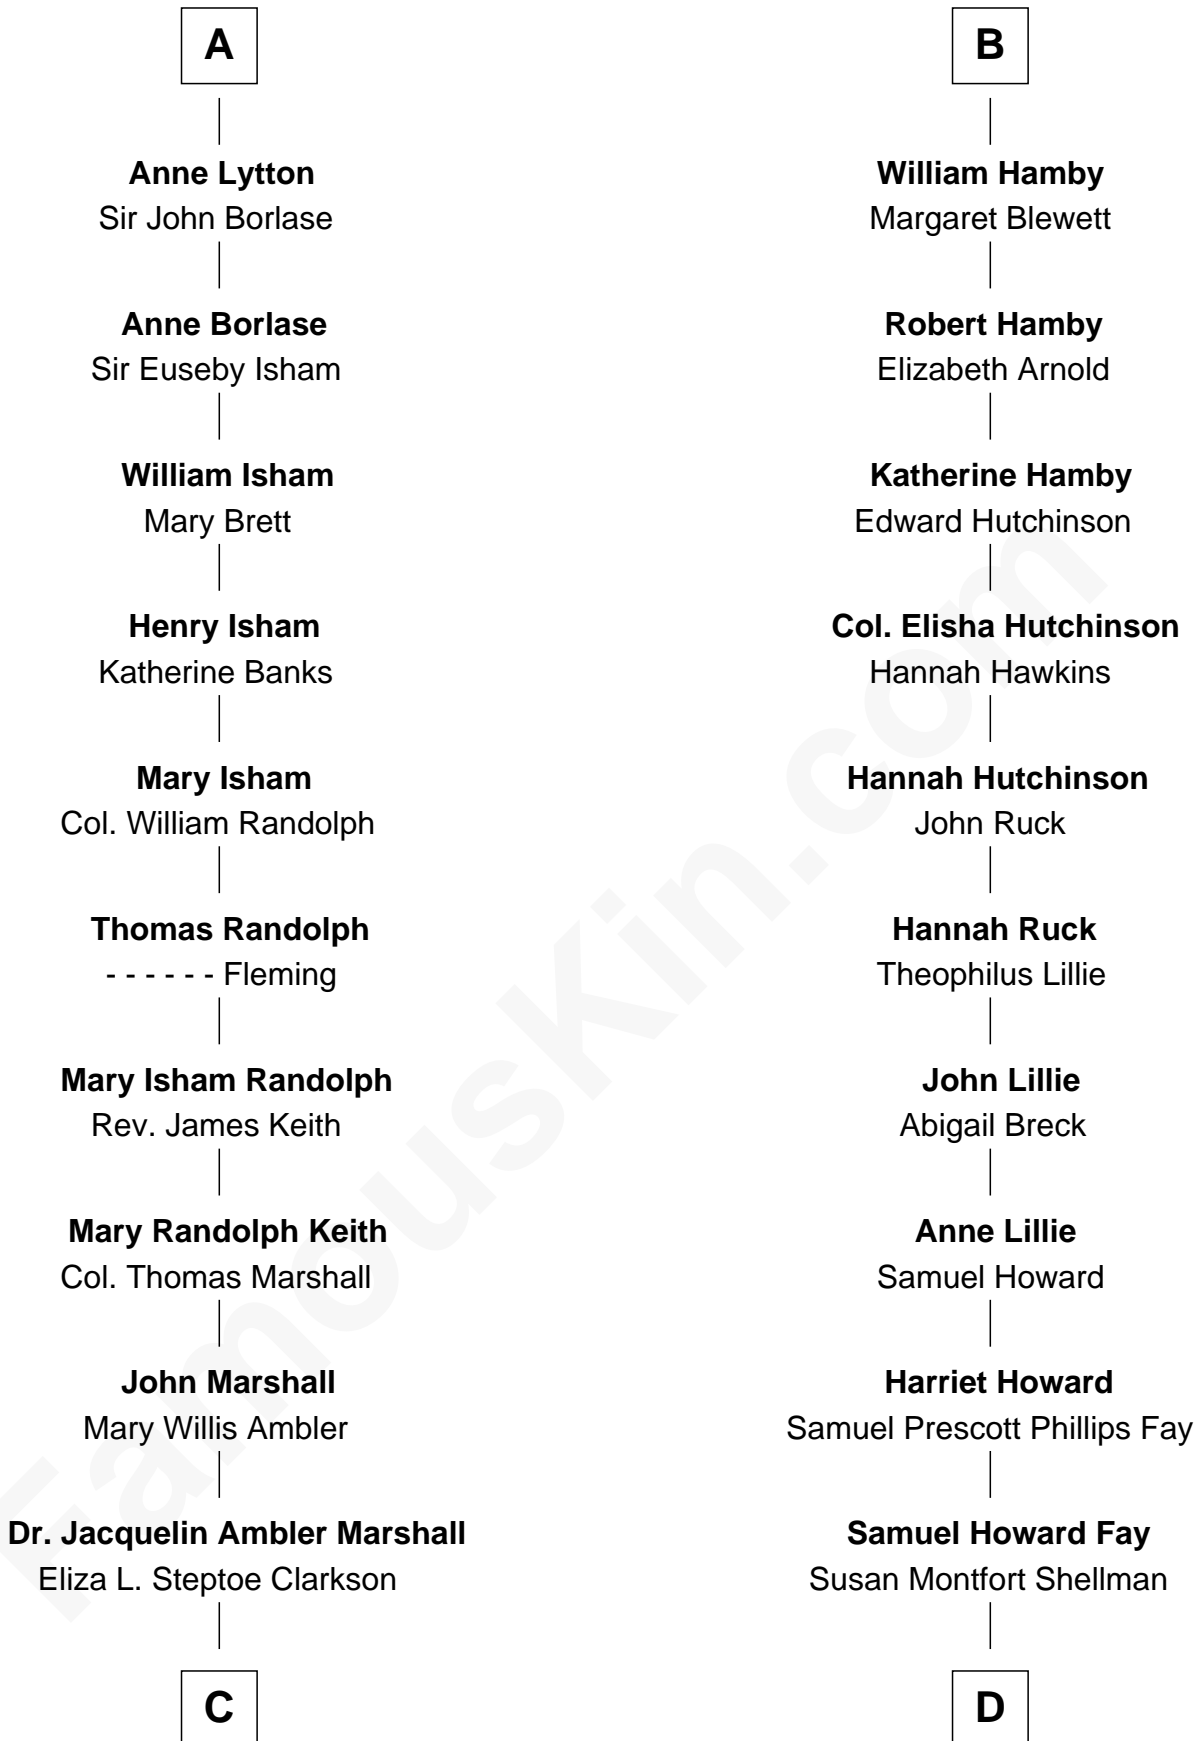 A
Anne Lytton
Sir John Borlase
Anne Borlase
Sir Euseby Isham
William Isham
Mary Brett
Henry Isham
Katherine Banks
Mary Isham
Col. William Randolph
Thomas Randolph
- - - - - - Fleming
Mary Isham Randolph
Rev. James Keith
Mary Randolph Keith
Col. Thomas Marshall
John Marshall
Mary Willis Ambler
Dr. Jacquelin Ambler Marshall
Eliza L. Steptoe Clarkson
C
B
William Hamby
Margaret Blewett
Robert Hamby
Elizabeth Arnold
Katherine Hamby
Edward Hutchinson
Col. Elisha Hutchinson
Hannah Hawkins
Hannah Hutchinson
John Ruck
Hannah Ruck
Theophilus Lillie
John Lillie
Abigail Breck
Anne Lillie
Samuel Howard
Harriet Howard
Samuel Prescott Phillips Fay
Samuel Howard Fay
Susan Montfort Shellman
D
FamousKin.com